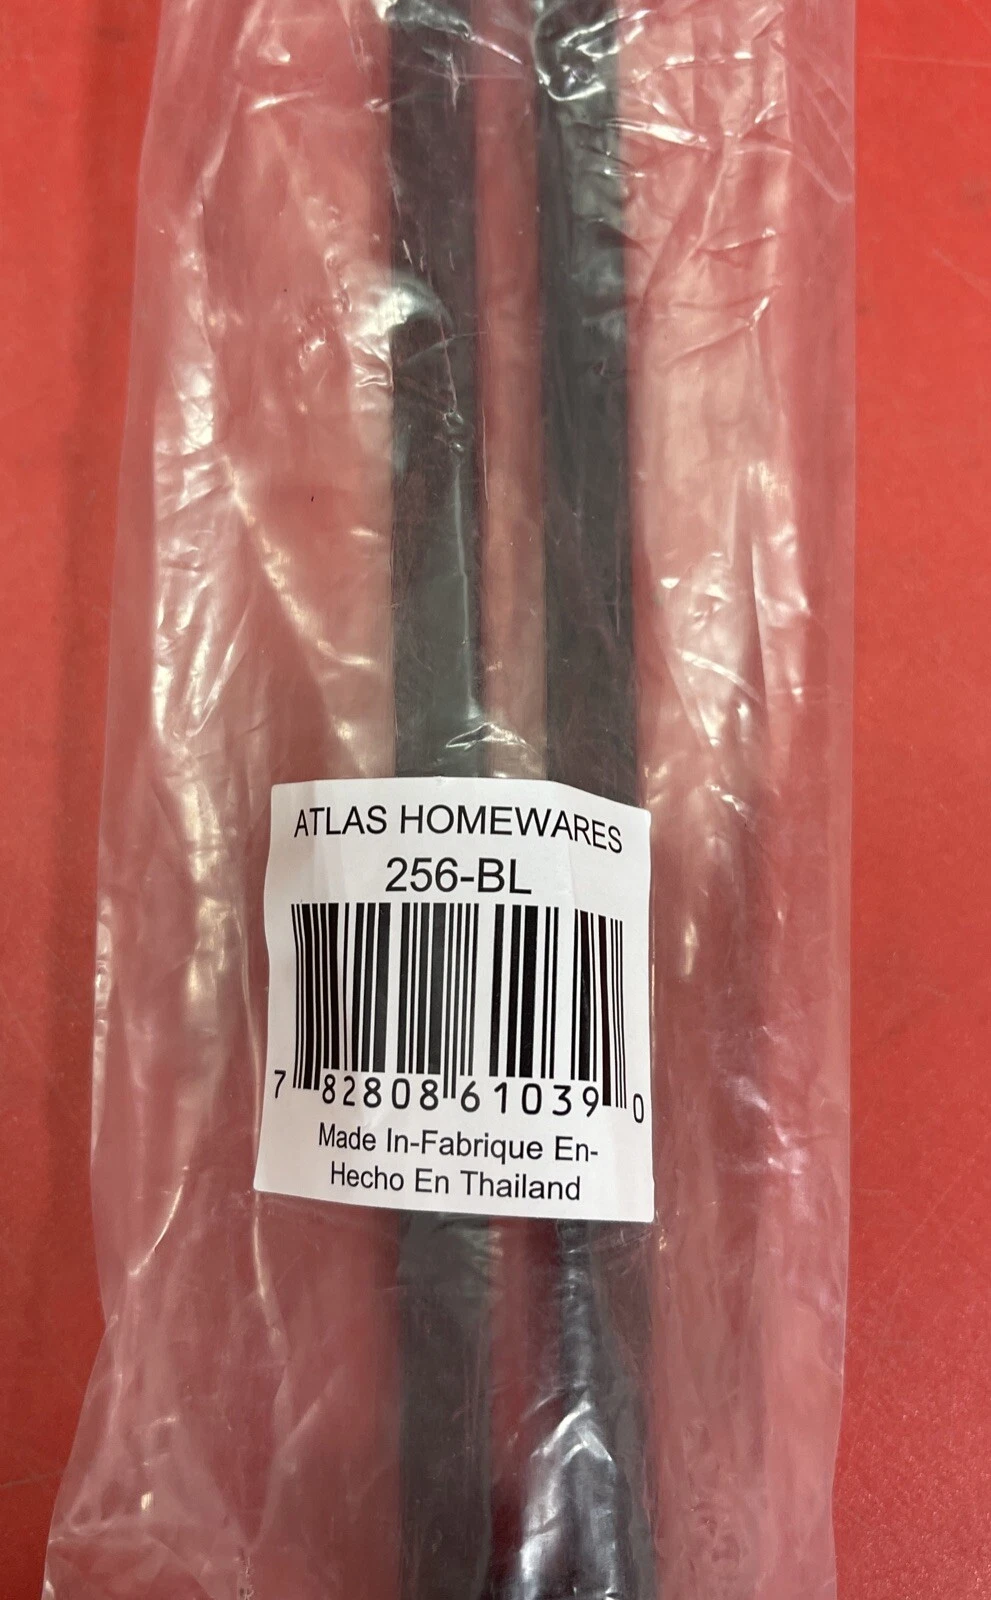 ATLAS HOMEWARES
256-BL
7 82808 61039 0
Made In-Fabrique En-
Hecho En Thailand